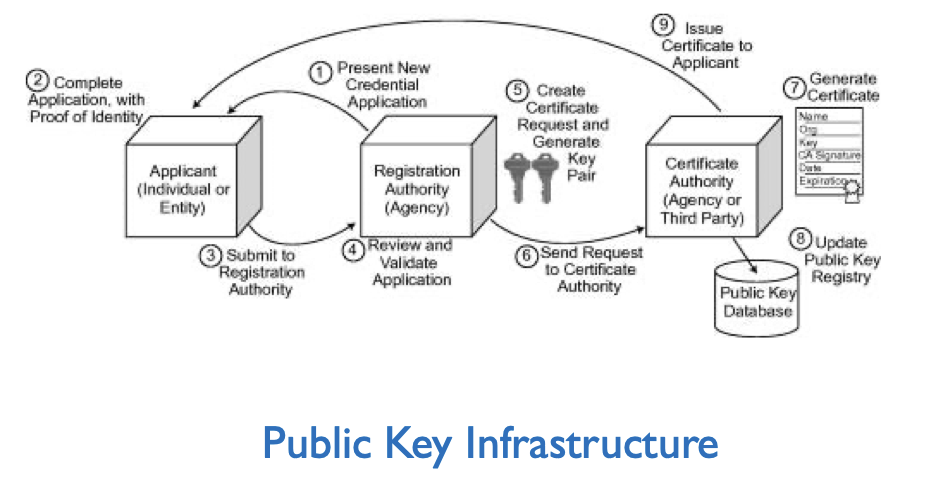 9 Issue
Certificate to
Applicant
1 Present New
Credential
Application
2 Complete
Application, with
Proof of Identity
5 Create
Certificate
Request and
Generate
Key
Pair
7 Generate
Certificate
Name
Org
Key
CA Signature
Date
Expiration
Applicant
(Individual or
Entity)
Registration
Authority
(Agency)
Certificate
Authority
(Agency or
Third Party)
3 Submit to
Registration
Authority
4 Review and
Validate
Application
6 Send Request
to Certificate
Authority
8 Update
Public Key
Registry
Public Key
Database
Public Key Infrastructure